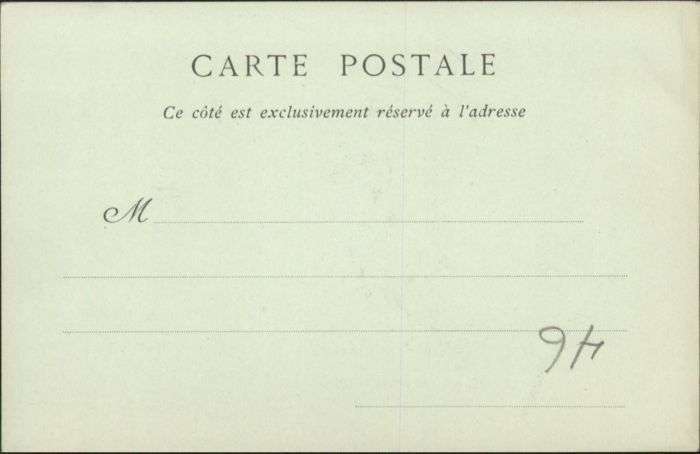 CARTE POSTALE
Ce côté est exclusivement réservé à l'adresse
M
46